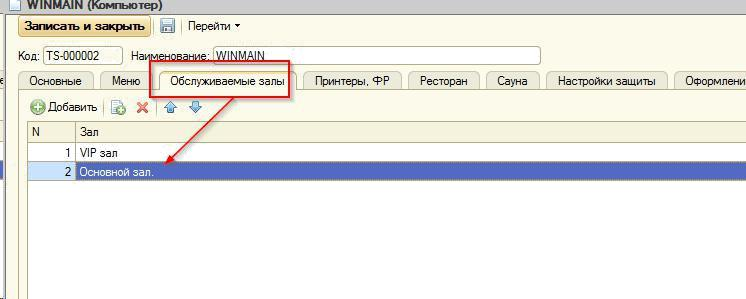 WINMAIN (Компьютер)
Записать и закрыть Перейти
Код: TS-000002 Наименование: WINMAIN
Основные Меню Обслуживаемые залы Принтеры, ФР Ресторан Сауна Настройки защиты Оформлени
Добавить
N Зал
1 VIP зал
2 Основной зал.